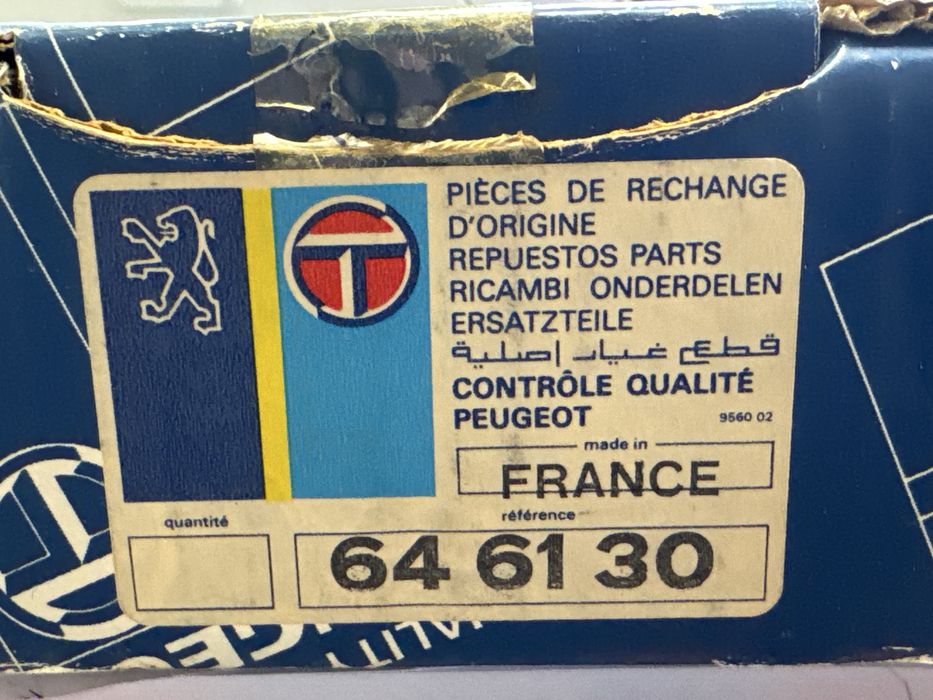 PIÈCES DE RECHANGE
D'ORIGINE
REPUESTOS PARTS
RICAMBI ONDERDELEN
ERSATZTEILE
قطع غيار اصلية
CONTRÔLE QUALITÉ
PEUGEOT
9560 02
made in
FRANCE
quantité
référence
64 61 30